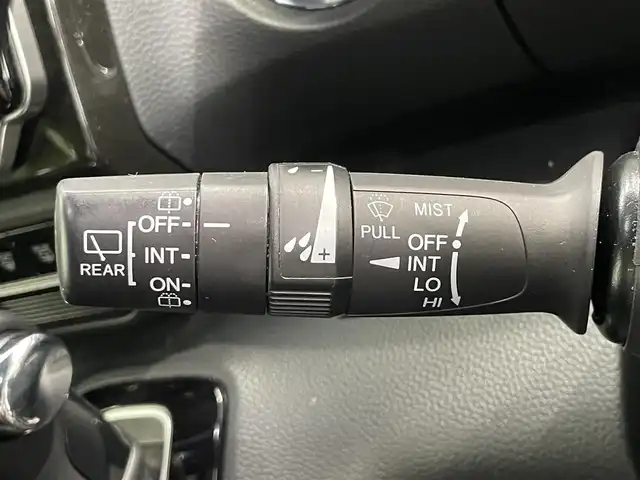 OFF
REAR
INT
ON
- 
+
MIST
PULL
OFF
INT
LO
HI